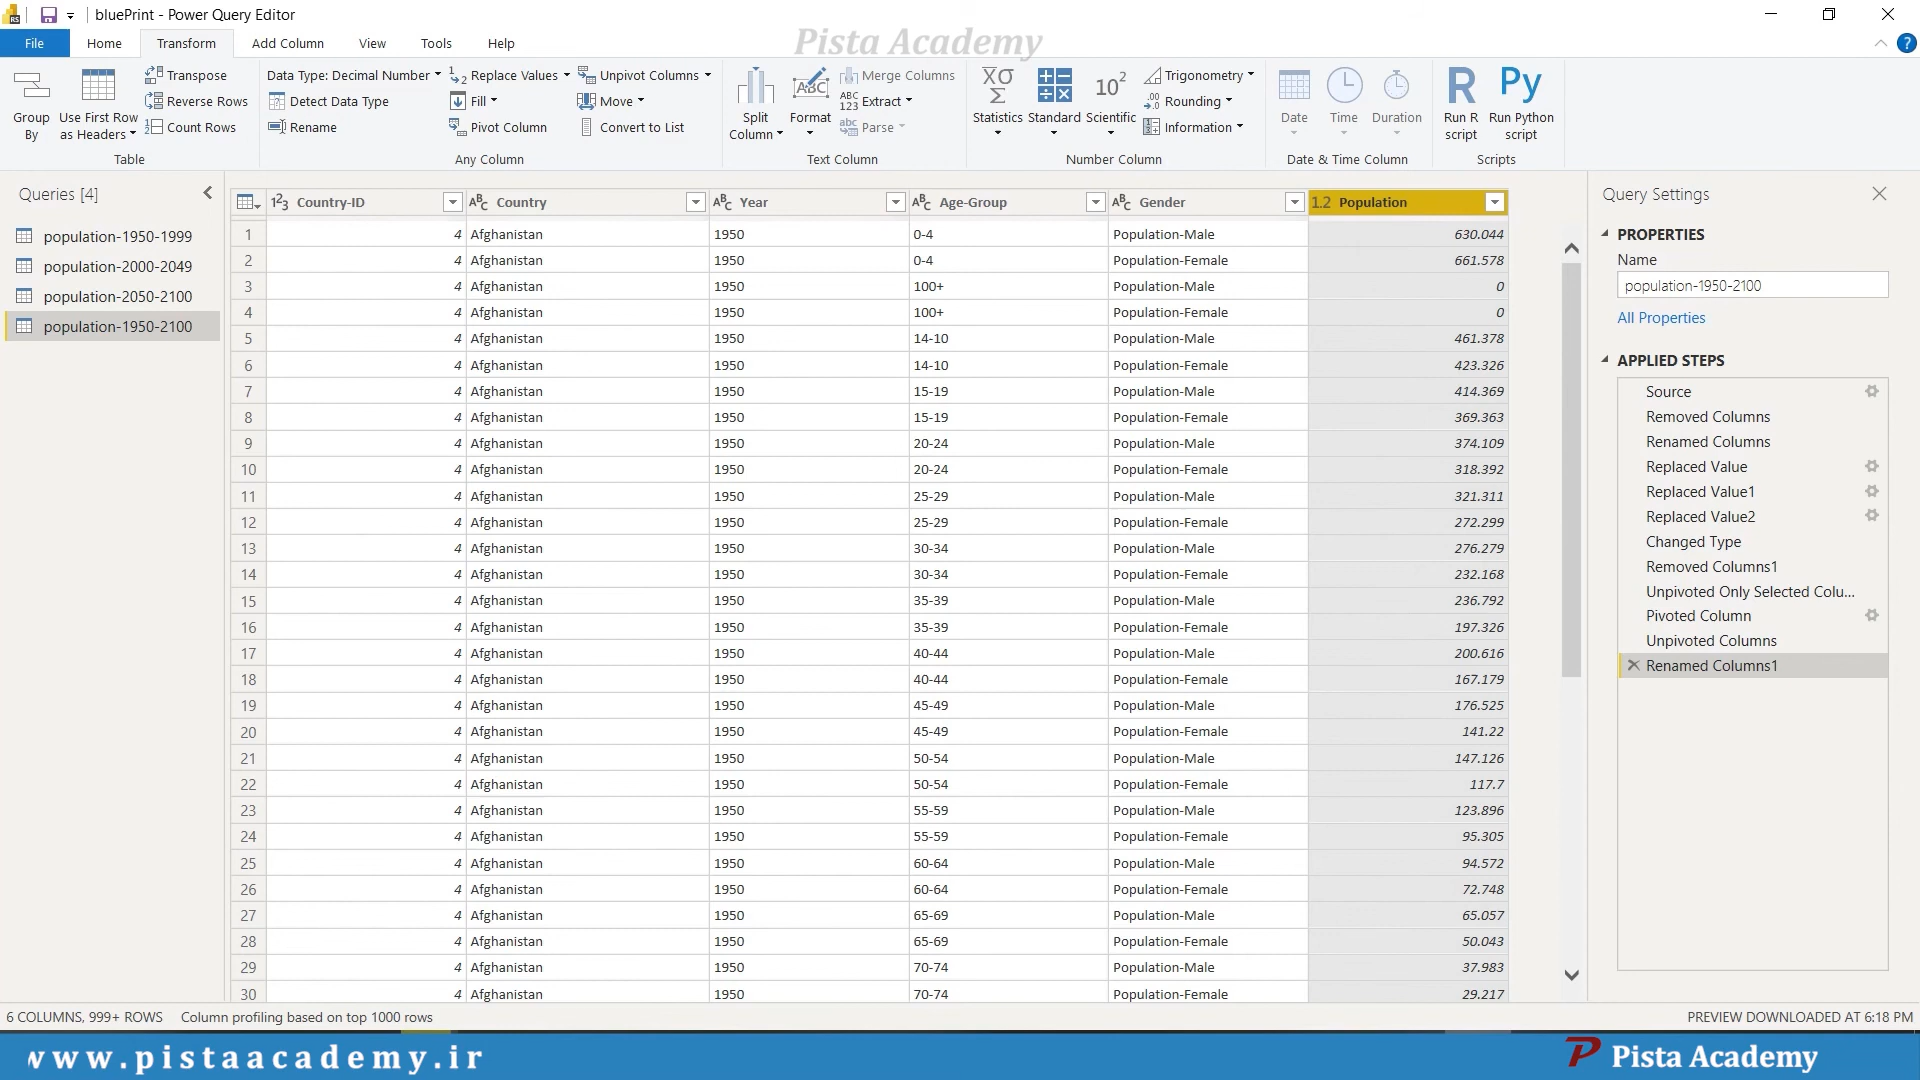 bluePrint - Power Query Editor
File Home Transform Add Column View Tools Help
Pista Academy
Group By
Use First Row as Headers
Transpose
Reverse Rows
Count Rows
Table
Data Type: Decimal Number
Detect Data Type
Rename
Replace Values
Fill
Pivot Column
Unpivot Columns
Move
Convert to List
Any Column
Split Column
Format
Merge Columns
Extract
Parse
Text Column
Statistics
Standard
Scientific
Trigonometry
Rounding
Information
Number Column
Date
Time
Duration
Date & Time Column
Run R script
Run Python script
Scripts
Queries [4]
population-1950-1999
population-2000-2049
population-2050-2100
population-1950-2100
Country-ID Country Year Age-Group Gender Population
1 4 Afghanistan 1950 0-4 Population-Male 630.044
2 4 Afghanistan 1950 0-4 Population-Female 661.578
3 4 Afghanistan 1950 100+ Population-Male 0
4 4 Afghanistan 1950 100+ Population-Female 0
5 4 Afghanistan 1950 14-10 Population-Male 461.378
6 4 Afghanistan 1950 14-10 Population-Female 423.326
7 4 Afghanistan 1950 15-19 Population-Male 414.369
8 4 Afghanistan 1950 15-19 Population-Female 369.363
9 4 Afghanistan 1950 20-24 Population-Male 374.109
10 4 Afghanistan 1950 20-24 Population-Female 318.392
11 4 Afghanistan 1950 25-29 Population-Male 321.311
12 4 Afghanistan 1950 25-29 Population-Female 272.299
13 4 Afghanistan 1950 30-34 Population-Male 276.279
14 4 Afghanistan 1950 30-34 Population-Female 232.168
15 4 Afghanistan 1950 35-39 Population-Male 236.792
16 4 Afghanistan 1950 35-39 Population-Female 197.326
17 4 Afghanistan 1950 40-44 Population-Male 200.616
18 4 Afghanistan 1950 40-44 Population-Female 167.179
19 4 Afghanistan 1950 45-49 Population-Male 176.525
20 4 Afghanistan 1950 45-49 Population-Female 141.22
21 4 Afghanistan 1950 50-54 Population-Male 147.126
22 4 Afghanistan 1950 50-54 Population-Female 117.7
23 4 Afghanistan 1950 55-59 Population-Male 123.896
24 4 Afghanistan 1950 55-59 Population-Female 95.305
25 4 Afghanistan 1950 60-64 Population-Male 94.572
26 4 Afghanistan 1950 60-64 Population-Female 72.748
27 4 Afghanistan 1950 65-69 Population-Male 65.057
28 4 Afghanistan 1950 65-69 Population-Female 50.043
29 4 Afghanistan 1950 70-74 Population-Male 37.983
30 4 Afghanistan 1950 70-74 Population-Female 29.217
Query Settings
PROPERTIES
Name
population-1950-2100
All Properties
APPLIED STEPS
Source
Removed Columns
Renamed Columns
Replaced Value
Replaced Value1
Replaced Value2
Changed Type
Removed Columns1
Unpivoted Only Selected Colu...
Pivoted Column
Unpivoted Columns
Renamed Columns1
6 COLUMNS, 999+ ROWS Column profiling based on top 1000 rows
PREVIEW DOWNLOADED AT 6:18 PM
www.pistaacademy.ir
Pista Academy